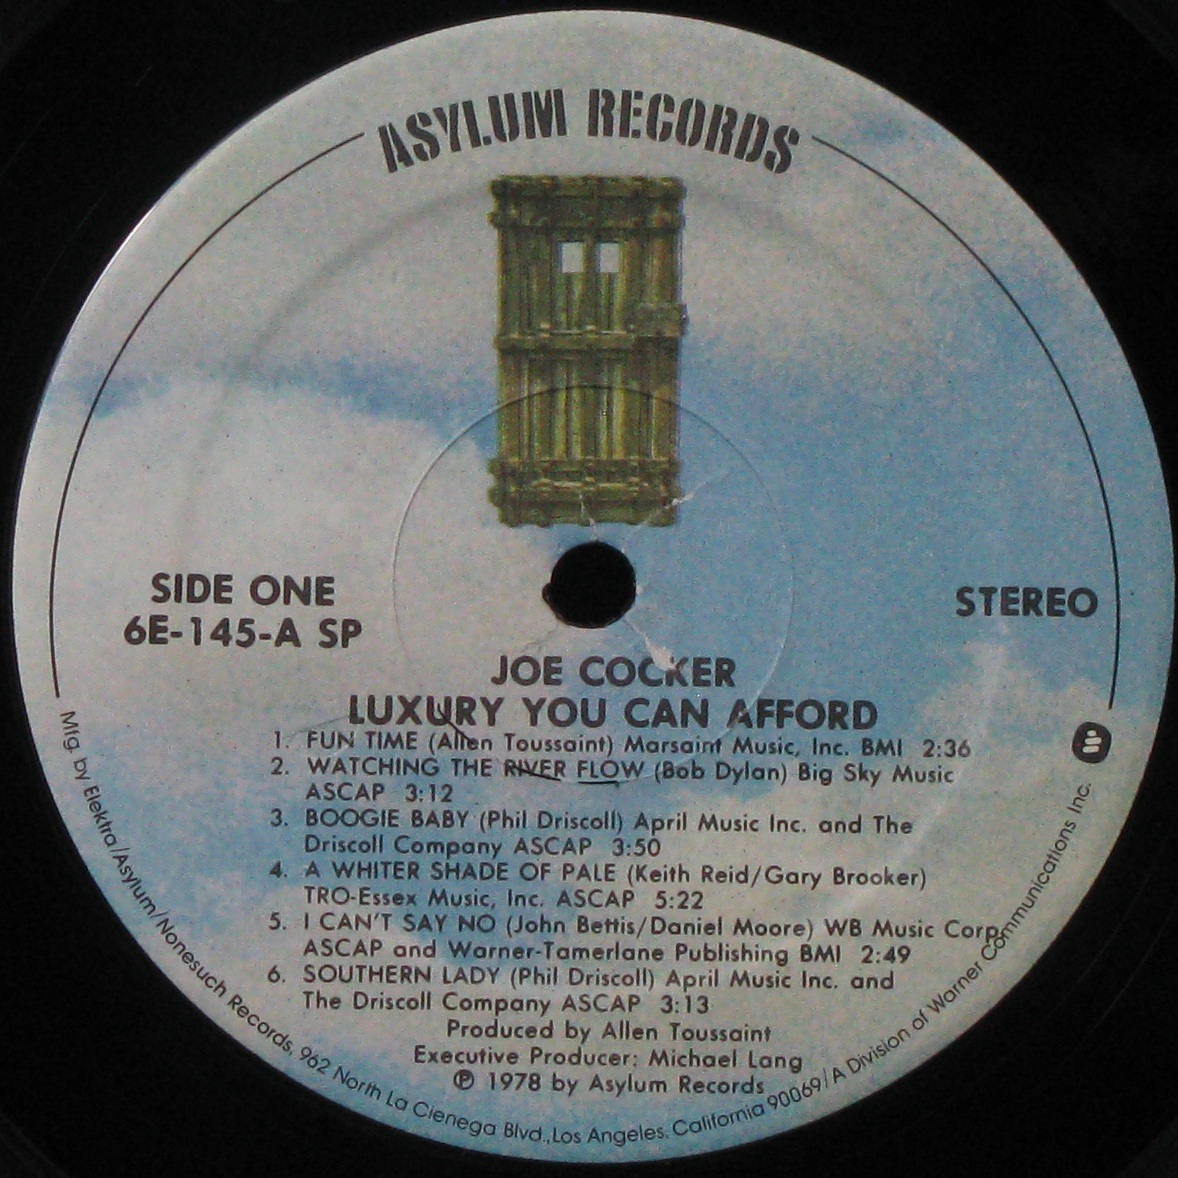 ASYLUM RECORDS
SIDE ONE
6E-145-A SP
STEREO
JOE COCKER
LUXURY YOU CAN AFFORD
1. FUN TIME (Allen Toussaint) Marsaint Music, Inc. BMI 2:36
2. WATCHING THE RIVER FLOW (Bob Dylan) Big Sky Music
ASCAP 3:12
3. BOOGIE BABY (Phil Driscoll) April Music Inc. and The
Driscoll Company ASCAP 3:50
4. A WHITER SHADE OF PALE (Keith Reid/Gary Brooker)
TRO-Essex Music, Inc. ASCAP 5:22
5. I CAN'T SAY NO (John Bettis/Daniel Moore) WB Music Corp.
ASCAP and Warner-Tamerlane Publishing BMI 2:49
6. SOUTHERN LADY (Phil Driscoll) April Music Inc. and
The Driscoll Company ASCAP 3:13
Produced by Allen Toussaint
Executive Producer: Michael Lang
℗ 1978 by Asylum Records
Mfg. by Elektra/Asylum/Nonesuch Records, 962 North La Cienega Blvd., Los Angeles, California 90069/A Division of Warner Communications Inc.